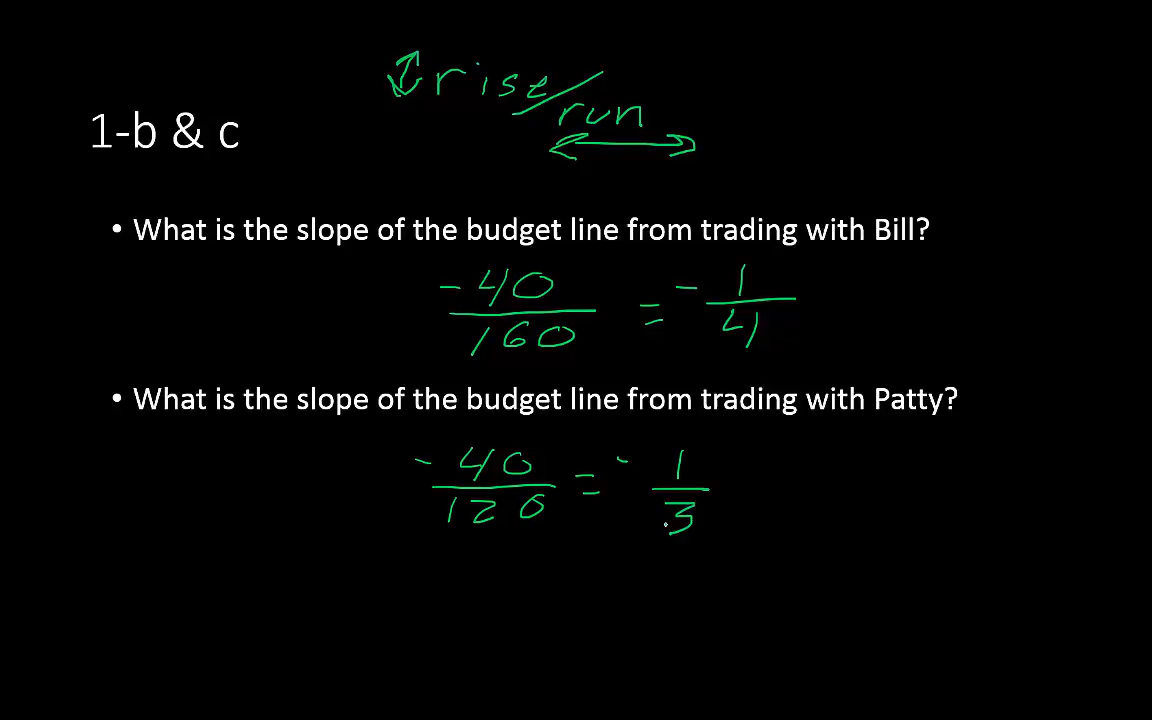 rise/run
1-b & c
• What is the slope of the budget line from trading with Bill?
-40/160 = -1/4
• What is the slope of the budget line from trading with Patty?
-40/120 = -1/3